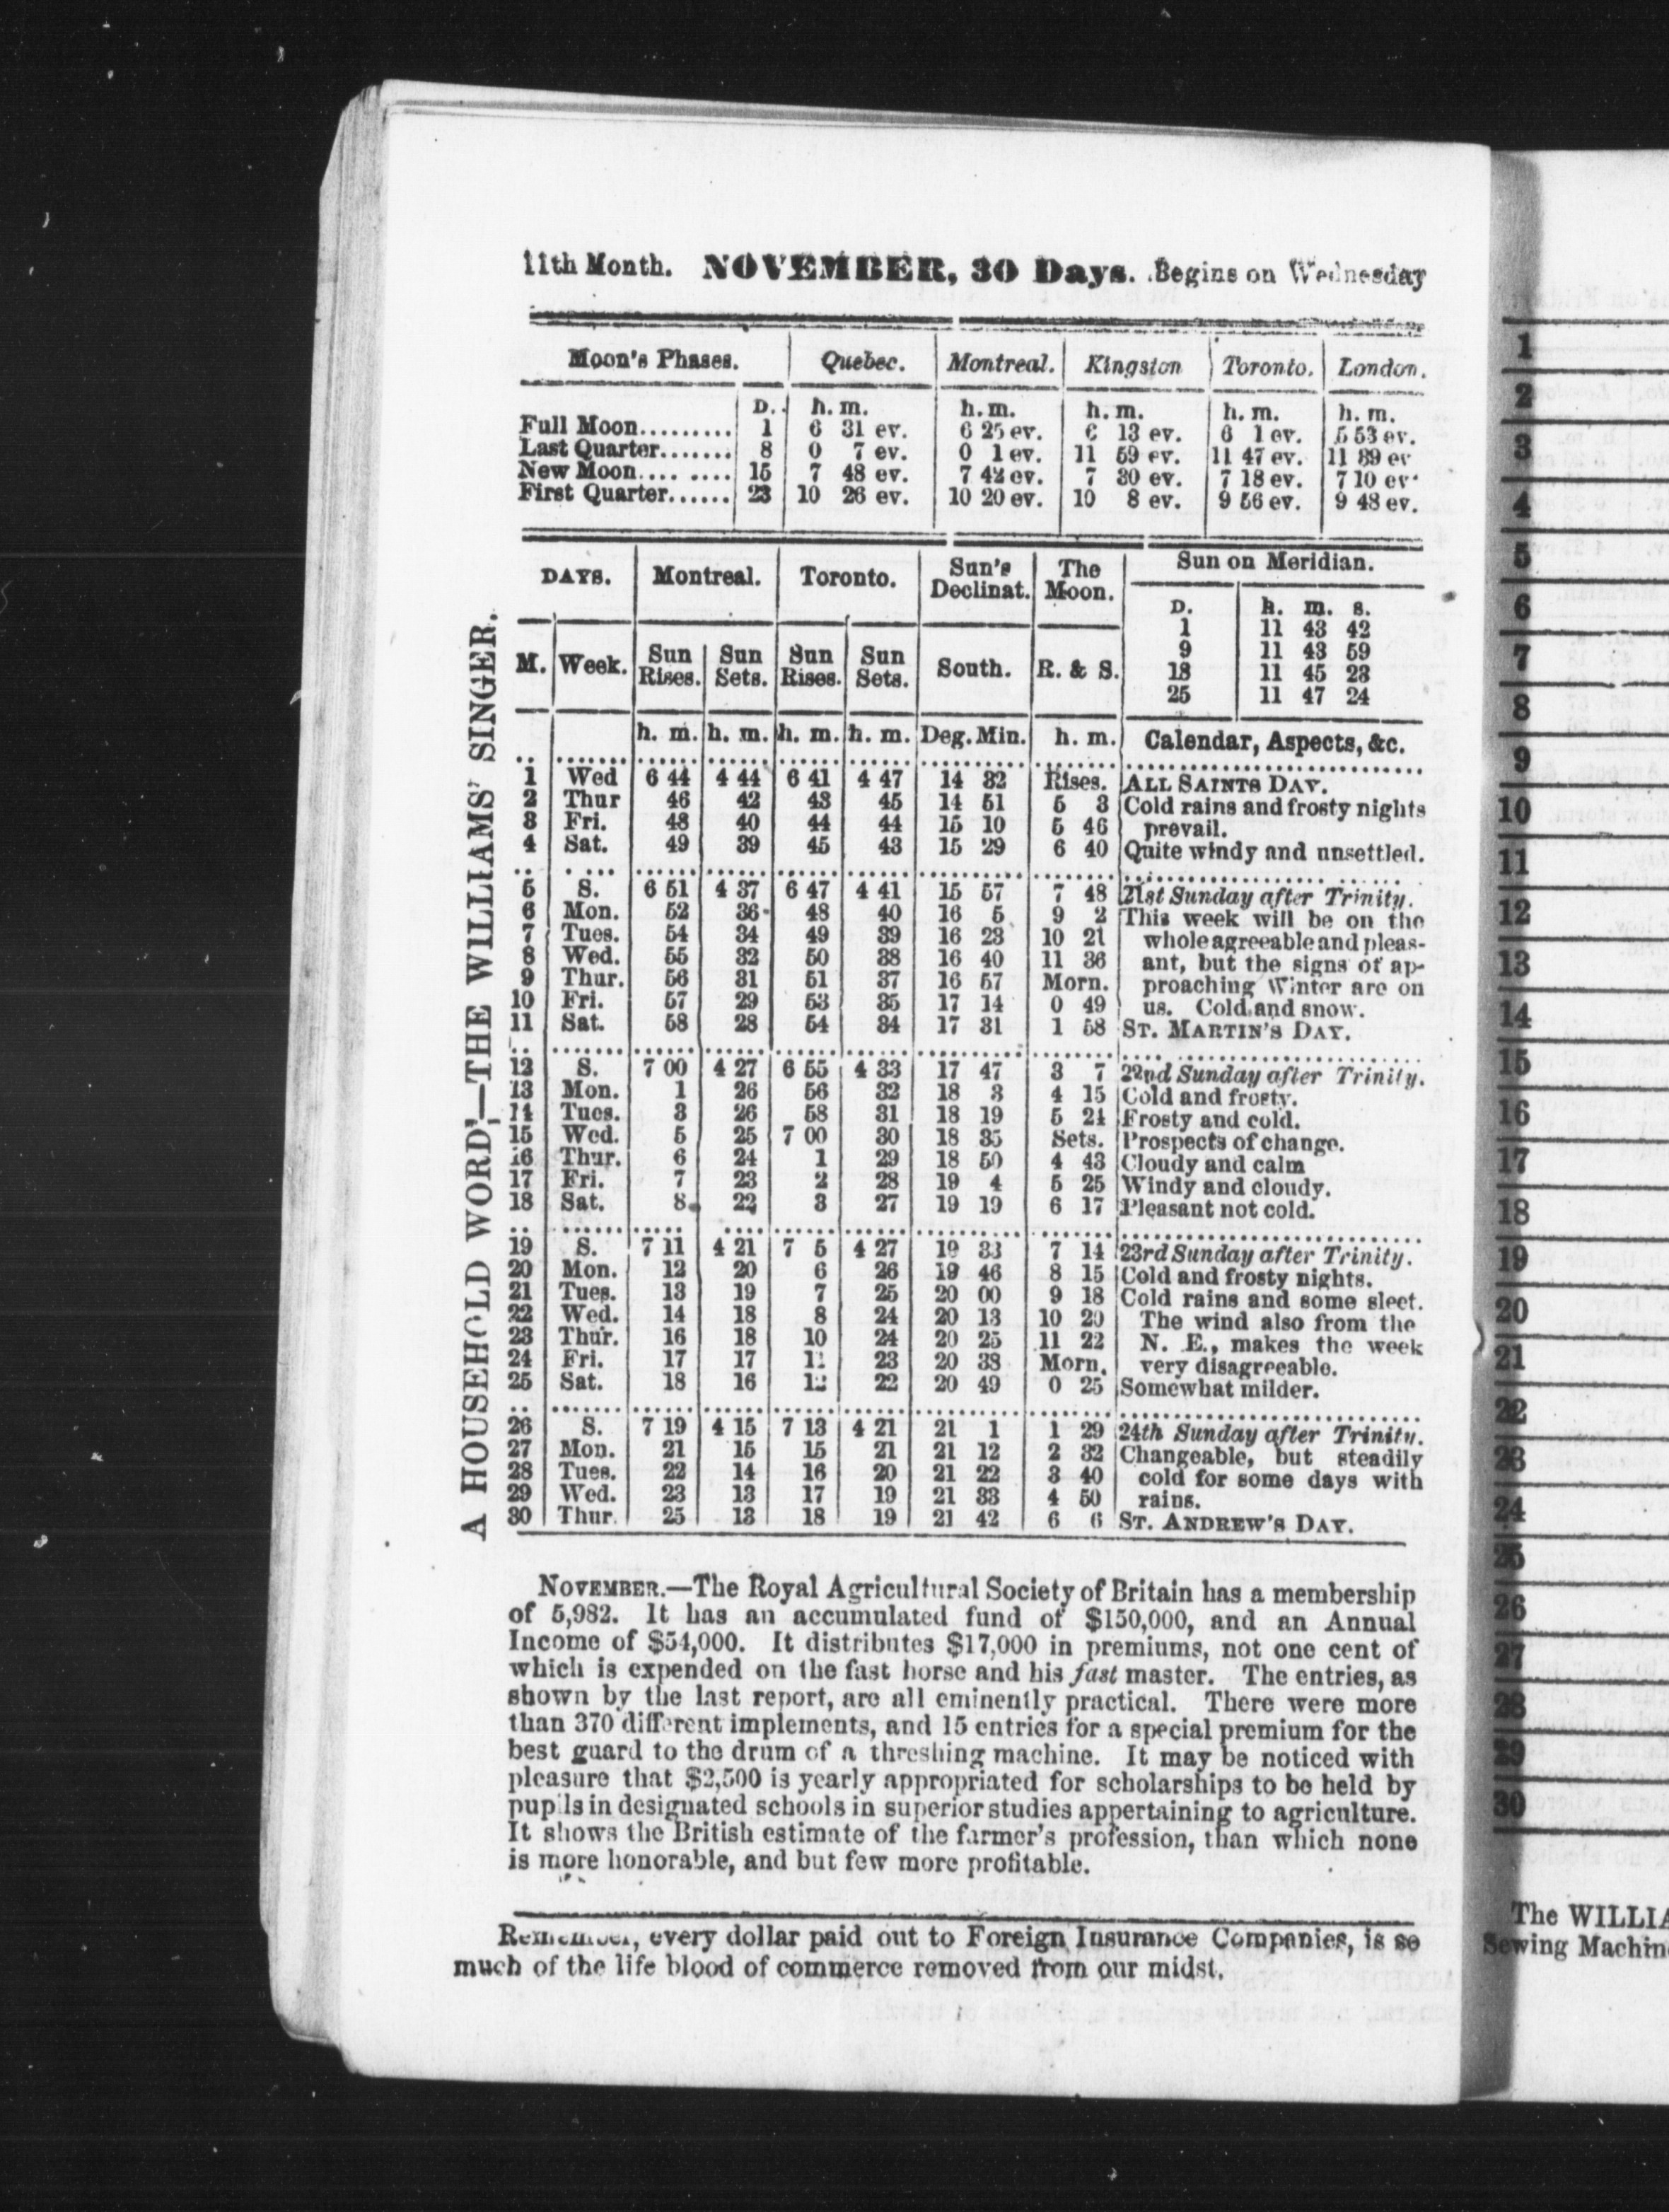 11th Month. NOVEMBER, 30 Days. Begins on Wednesday
Moon's Phases. Quebec. Montreal. Kingston Toronto. London.
D. h. m. h. m. h. m. h. m. h. m.
Full Moon......... 1 6 31 ev. 6 25 ev. 6 13 ev. 6 1 ev. 5 53 ev.
Last Quarter....... 8 0 7 ev. 0 1 ev. 11 59 ev. 11 47 ev. 11 39 ev
New Moon.... ..... 15 7 48 ev. 7 42 ev. 7 30 ev. 7 18 ev. 7 10 ev.
First Quarter...... 23 10 26 ev. 10 20 ev. 10 8 ev. 9 56 ev. 9 48 ev.
DAYS. Montreal. Toronto. Sun's Declinat. The Moon. Sun on Meridian.
D. h. m. s.
1 11 43 42
9 11 43 59
18 11 45 23
25 11 47 24
M. Week. Sun Rises. Sun Sets. Sun Rises. Sun Sets. South. R. & S.
h. m. h. m. h. m. h. m. Deg. Min. h. m. Calendar, Aspects, &c.
1 Wed 6 44 4 44 6 41 4 47 14 32 Rises. ALL SAINTS DAY.
2 Thur 46 42 43 45 14 51 5 3 Cold rains and frosty nights
3 Fri. 48 40 44 44 15 10 5 46 prevail.
4 Sat. 49 39 45 43 15 29 6 40 Quite windy and unsettled.
5 S. 6 51 4 37 6 47 4 41 15 57 7 48 21st Sunday after Trinity.
6 Mon. 52 36 48 40 16 5 9 2 This week will be on the
7 Tues. 54 34 49 39 16 23 10 21 whole agreeable and pleas-
8 Wed. 55 32 50 38 16 40 11 36 ant, but the signs of ap-
9 Thur. 56 31 51 37 16 57 Morn. proaching Winter are on
10 Fri. 57 29 53 35 17 14 0 49 us. Cold and snow.
11 Sat. 58 28 54 34 17 31 1 58 ST. MARTIN'S DAY.
12 S. 7 00 4 27 6 55 4 33 17 47 3 7 22nd Sunday after Trinity.
13 Mon. 1 26 56 32 18 3 4 15 Cold and frosty.
14 Tues. 3 26 58 31 18 19 5 24 Frosty and cold.
15 Wed. 5 25 7 00 30 18 35 Sets. Prospects of change.
16 Thur. 6 24 1 29 18 50 4 43 Cloudy and calm
17 Fri. 7 23 2 28 19 4 5 25 Windy and cloudy.
18 Sat. 8 22 3 27 19 19 6 17 Pleasant not cold.
19 S. 7 11 4 21 7 5 4 27 19 33 7 14 23rd Sunday after Trinity.
20 Mon. 12 20 6 26 19 46 8 15 Cold and frosty nights.
21 Tues. 13 19 7 25 20 00 9 18 Cold rains and some sleet.
22 Wed. 14 18 8 24 20 13 10 20 The wind also from the
23 Thur. 16 18 10 24 20 25 11 22 N. E., makes the week
24 Fri. 17 17 11 23 20 38 Morn. very disagreeable.
25 Sat. 18 16 12 22 20 49 0 25 Somewhat milder.
26 S. 7 19 4 15 7 13 4 21 21 1 1 29 24th Sunday after Trinity.
27 Mon. 21 15 15 21 21 12 2 32 Changeable, but steadily
28 Tues. 22 14 16 20 21 22 3 40 cold for some days with
29 Wed. 23 13 17 19 21 33 4 50 rains.
30 Thur. 25 13 18 19 21 42 6 6 ST. ANDREW'S DAY.
A HOUSEHOLD WORD,—THE WILLIAMS' SINGER.
NOVEMBER.—The Royal Agricultural Society of Britain has a membership
of 5,982. It has an accumulated fund of $150,000, and an Annual
Income of $54,000. It distributes $17,000 in premiums, not one cent of
which is expended on the fast horse and his fast master. The entries, as
shown by the last report, are all eminently practical. There were more
than 370 different implements, and 15 entries for a special premium for the
best guard to the drum of a threshing machine. It may be noticed with
pleasure that $2,500 is yearly appropriated for scholarships to be held by
pupils in designated schools in superior studies appertaining to agriculture.
It shows the British estimate of the farmer's profession, than which none
is more honorable, and but few more profitable.
Remember, every dollar paid out to Foreign Insurance Companies, is so
much of the life blood of commerce removed from our midst.
1
2
3
4
5
6
7
8
9
10
11
12
13
14
15
16
17
18
19
20
21
22
23
24
25
26
27
28
29
30
The WILLIA
Sewing Machin